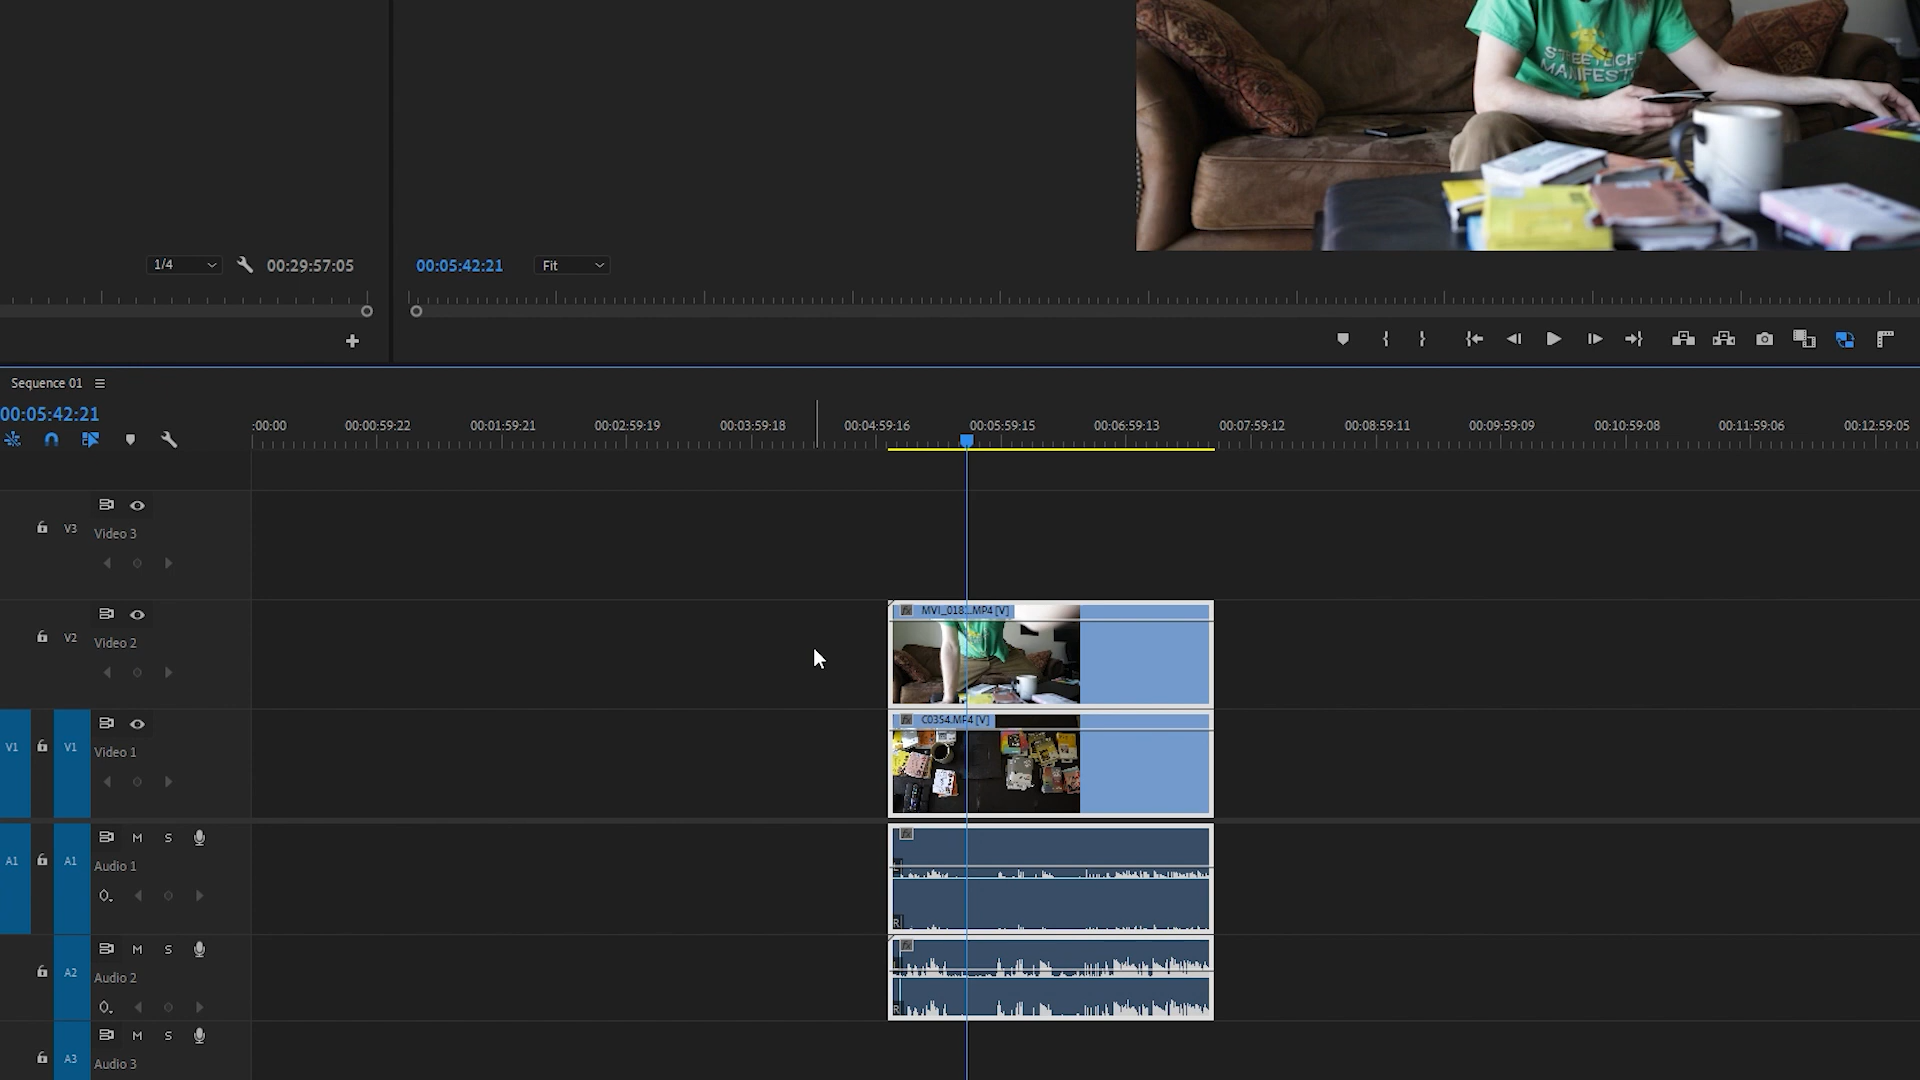 STREETLIGHT
MANIFESTO
1/4
00:29:57:05
00:05:42:21
Fit
Sequence 01
00:05:42:21
:00:00
00:00:59:22
00:01:59:21
00:02:59:19
00:03:59:18
00:04:59:16
00:05:59:15
00:06:59:13
00:07:59:12
00:08:59:11
00:09:59:09
00:10:59:08
00:11:59:06
00:12:59:05
V3
Video 3
V2
Video 2
MVI_018...MP4 [V]
V1
V1
Video 1
C0354.MP4 [V]
A1
A1
M
S
Audio 1
R
A2
M
S
Audio 2
R
A3
M
S
Audio 3